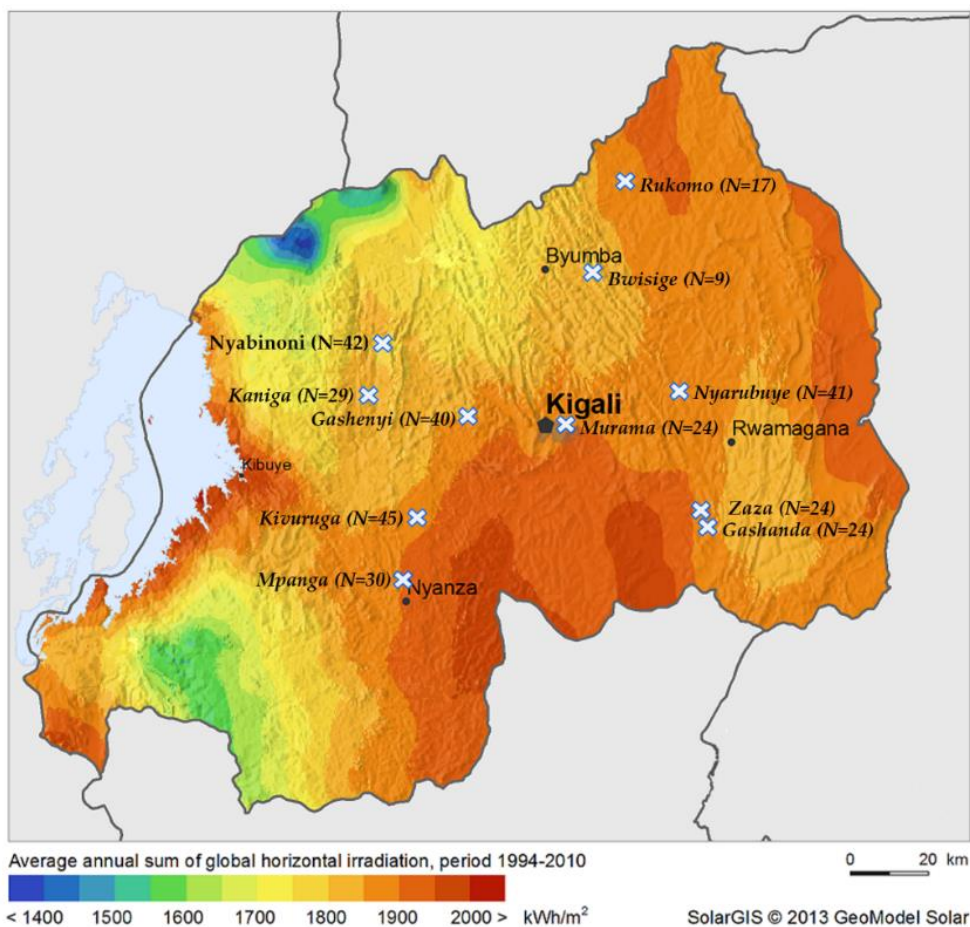 Rukomo (N=17)
Byumba
Bwisige (N=9)
Nyabinoni (N=42)
Kaniga (N=29)
Nyarubuye (N=41)
Gashenyi (N=40)
Kigali
Murama (N=24)
Rwamagana
Kibuye
Kivuruga (N=45)
Zaza (N=24)
Gashanda (N=24)
Mpanga (N=30)
Nyanza
Average annual sum of global horizontal irradiation, period 1994-2010
0 20 km
< 1400 1500 1600 1700 1800 1900 2000 > kWh/m²
SolarGIS © 2013 GeoModel Solar